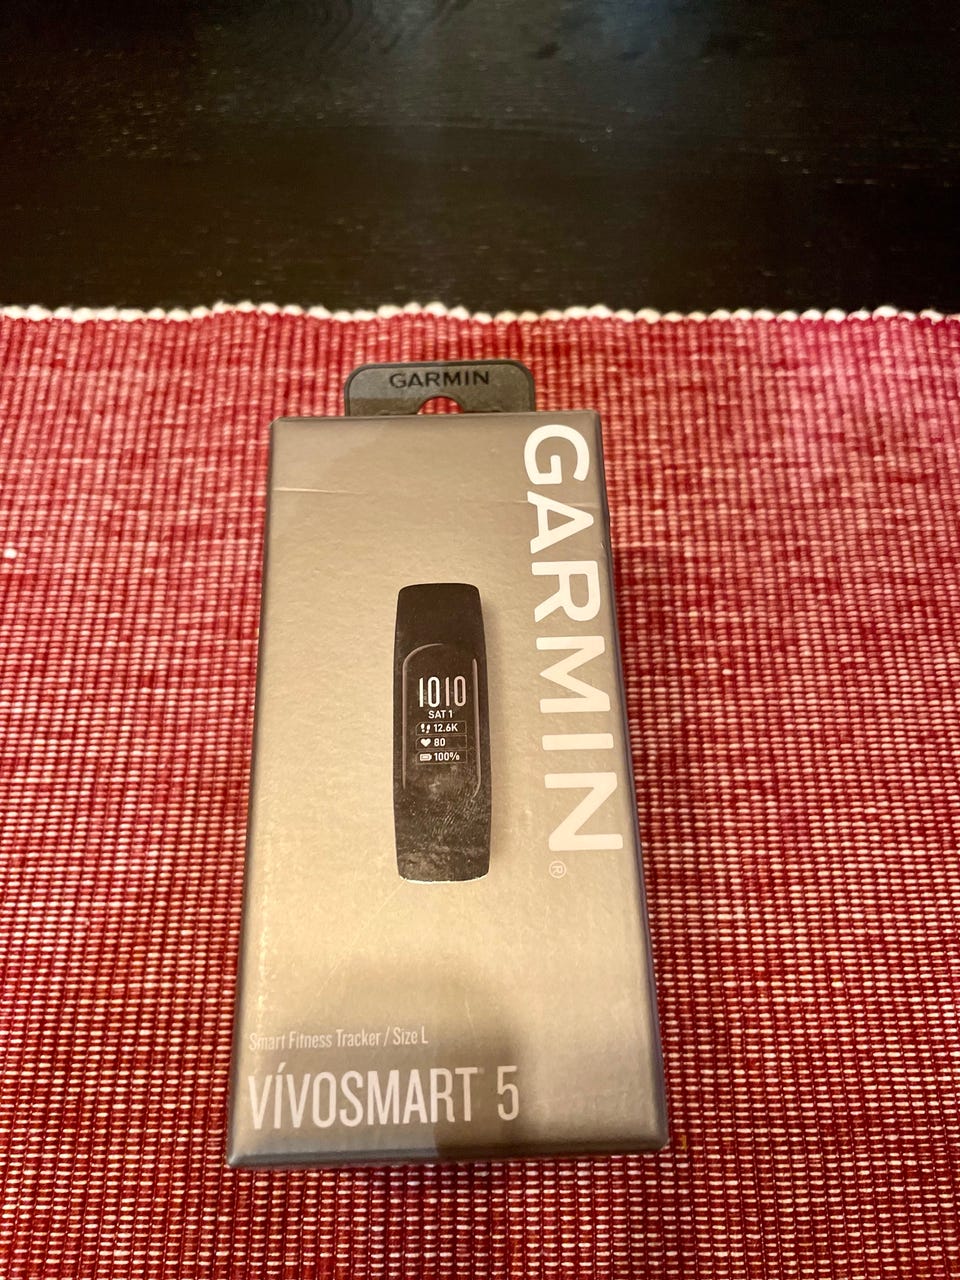 GARMIN
GARMIN®
1010
SAT 1
12.6K
80
100%
Smart Fitness Tracker / Size L
VÍVOSMART 5